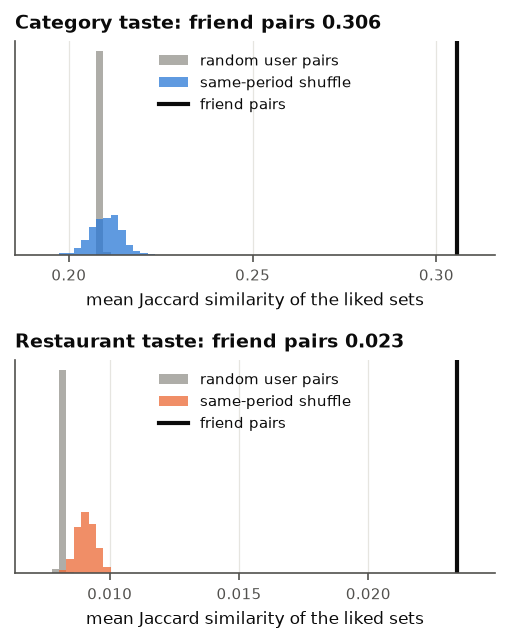 Category taste: friend pairs 0.306
random user pairs
same-period shuffle
friend pairs
0.20 0.25 0.30
mean Jaccard similarity of the liked sets
Restaurant taste: friend pairs 0.023
random user pairs
same-period shuffle
friend pairs
0.010 0.015 0.020
mean Jaccard similarity of the liked sets